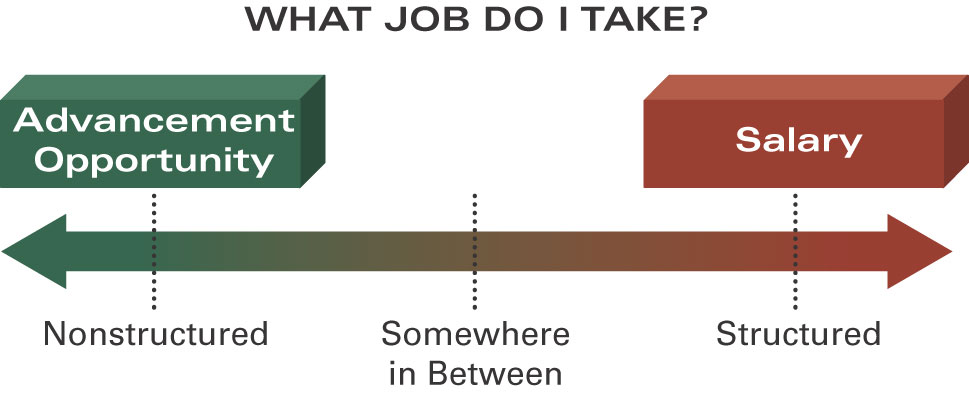 WHAT JOB DO I TAKE?
Advancement
Opportunity
Salary
Nonstructured
Somewhere
in Between
Structured